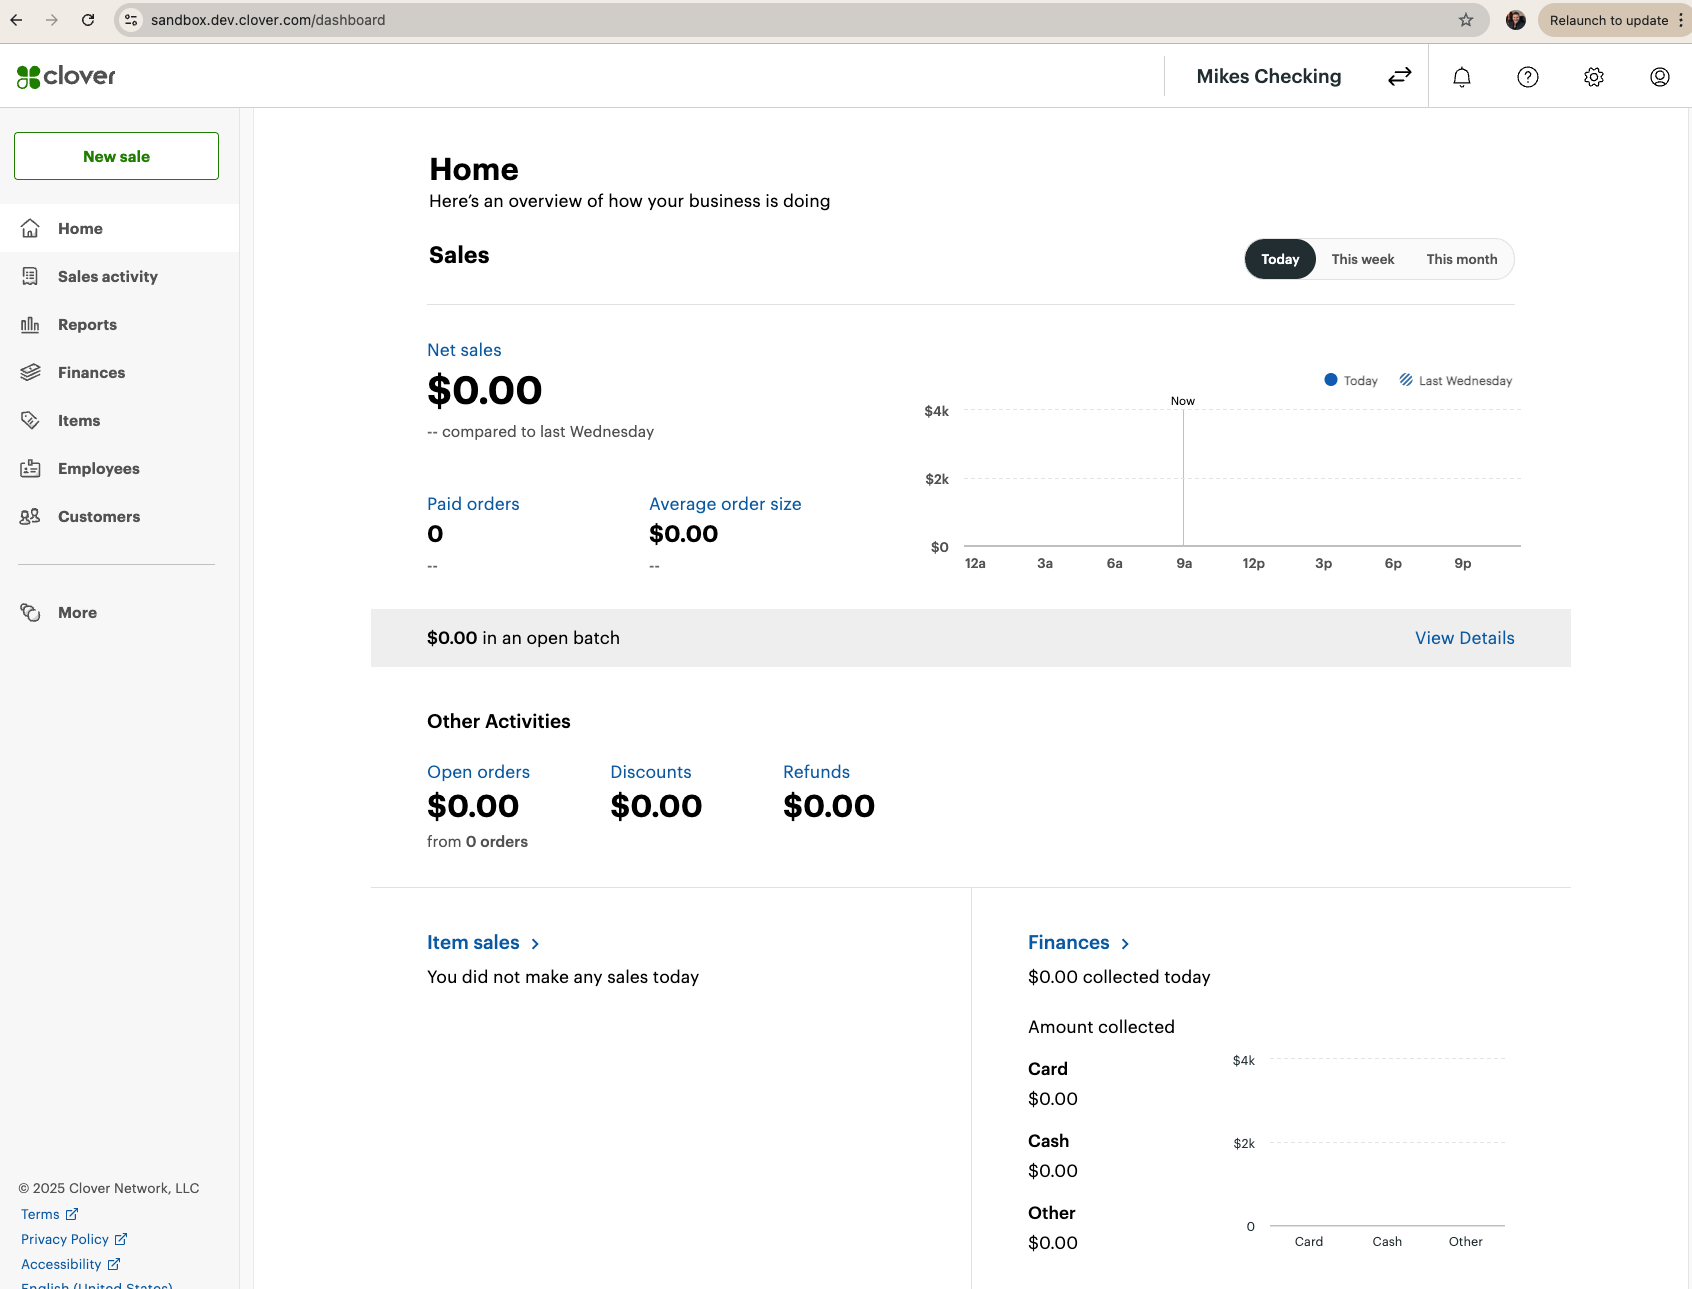 sandbox.dev.clover.com/dashboard
Relaunch to update
clover
Mikes Checking
New sale
Home
Sales activity
Reports
Finances
Items
Employees
Customers
More
© 2025 Clover Network, LLC
Terms
Privacy Policy
Accessibility
English (United States)
Home
Here's an overview of how your business is doing
Sales
Today This week This month
Net sales
$0.00
-- compared to last Wednesday
Paid orders
0
--
Average order size
$0.00
--
Today Last Wednesday
Now
$4k
$2k
$0
12a 3a 6a 9a 12p 3p 6p 9p
$0.00 in an open batch
View Details
Other Activities
Open orders
$0.00
from 0 orders
Discounts
$0.00
Refunds
$0.00
Item sales
You did not make any sales today
Finances
$0.00 collected today
Amount collected
Card
$0.00
Cash
$0.00
Other
$0.00
$4k
$2k
0
Card Cash Other